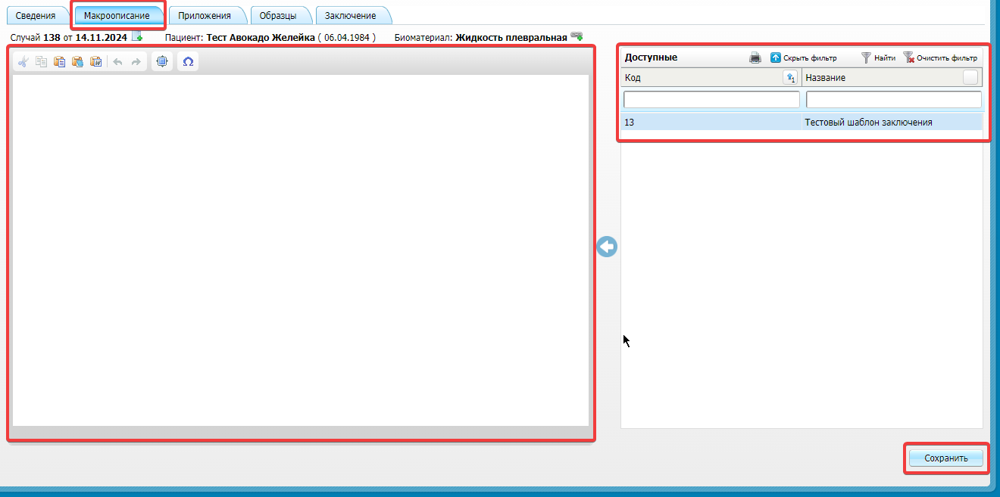 Сведения Макроописание Приложения Образцы Заключение
Случай 138 от 14.11.2024 Пациент: Тест Авокадо Желейка ( 06.04.1984 ) Биоматериал: Жидкость плевральная
Доступные Скрыть фильтр Найти Очистить фильтр
Код 1 Название
13 Тестовый шаблон заключения
Сохранить